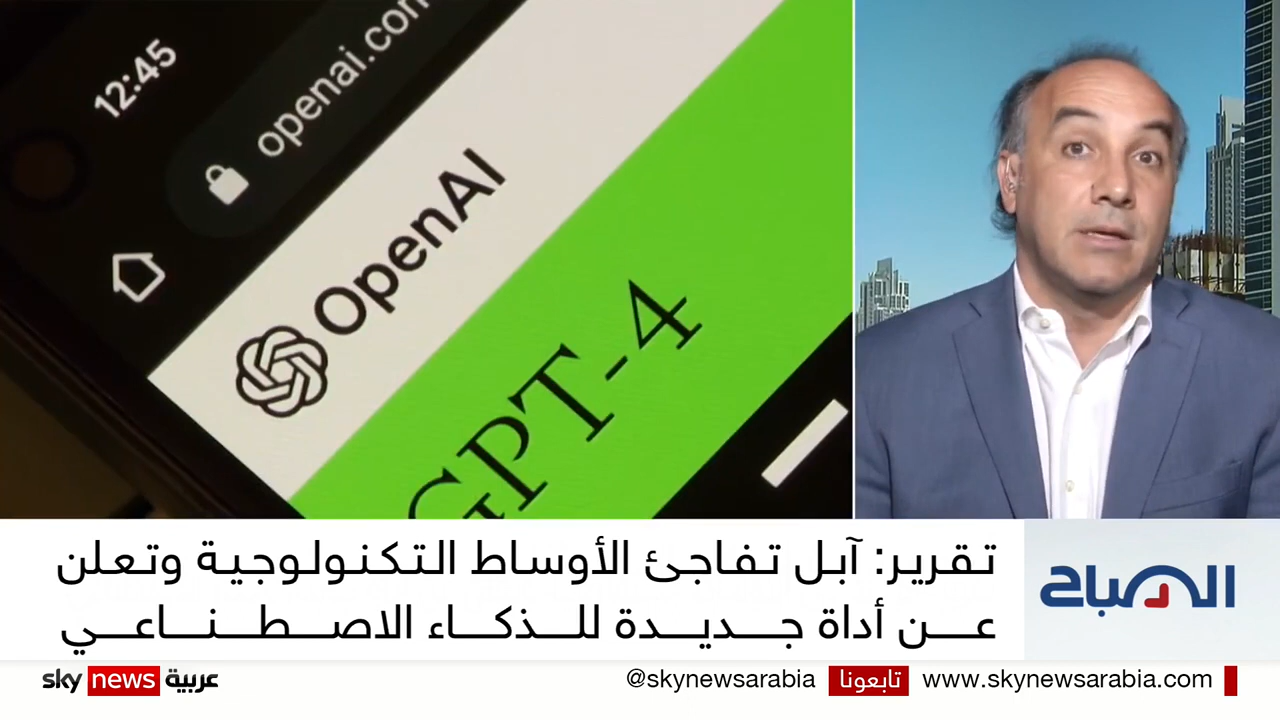 12:45
openai.com
OpenAI
GPT-4
تقرير: آبل تفاجئ الأوساط التكنولوجية وتعلن
عن أداة جديدة للذكاء الاصطناعي
الصباح
sky news عربية
@skynewsarabia تابعونا www.skynewsarabia.com